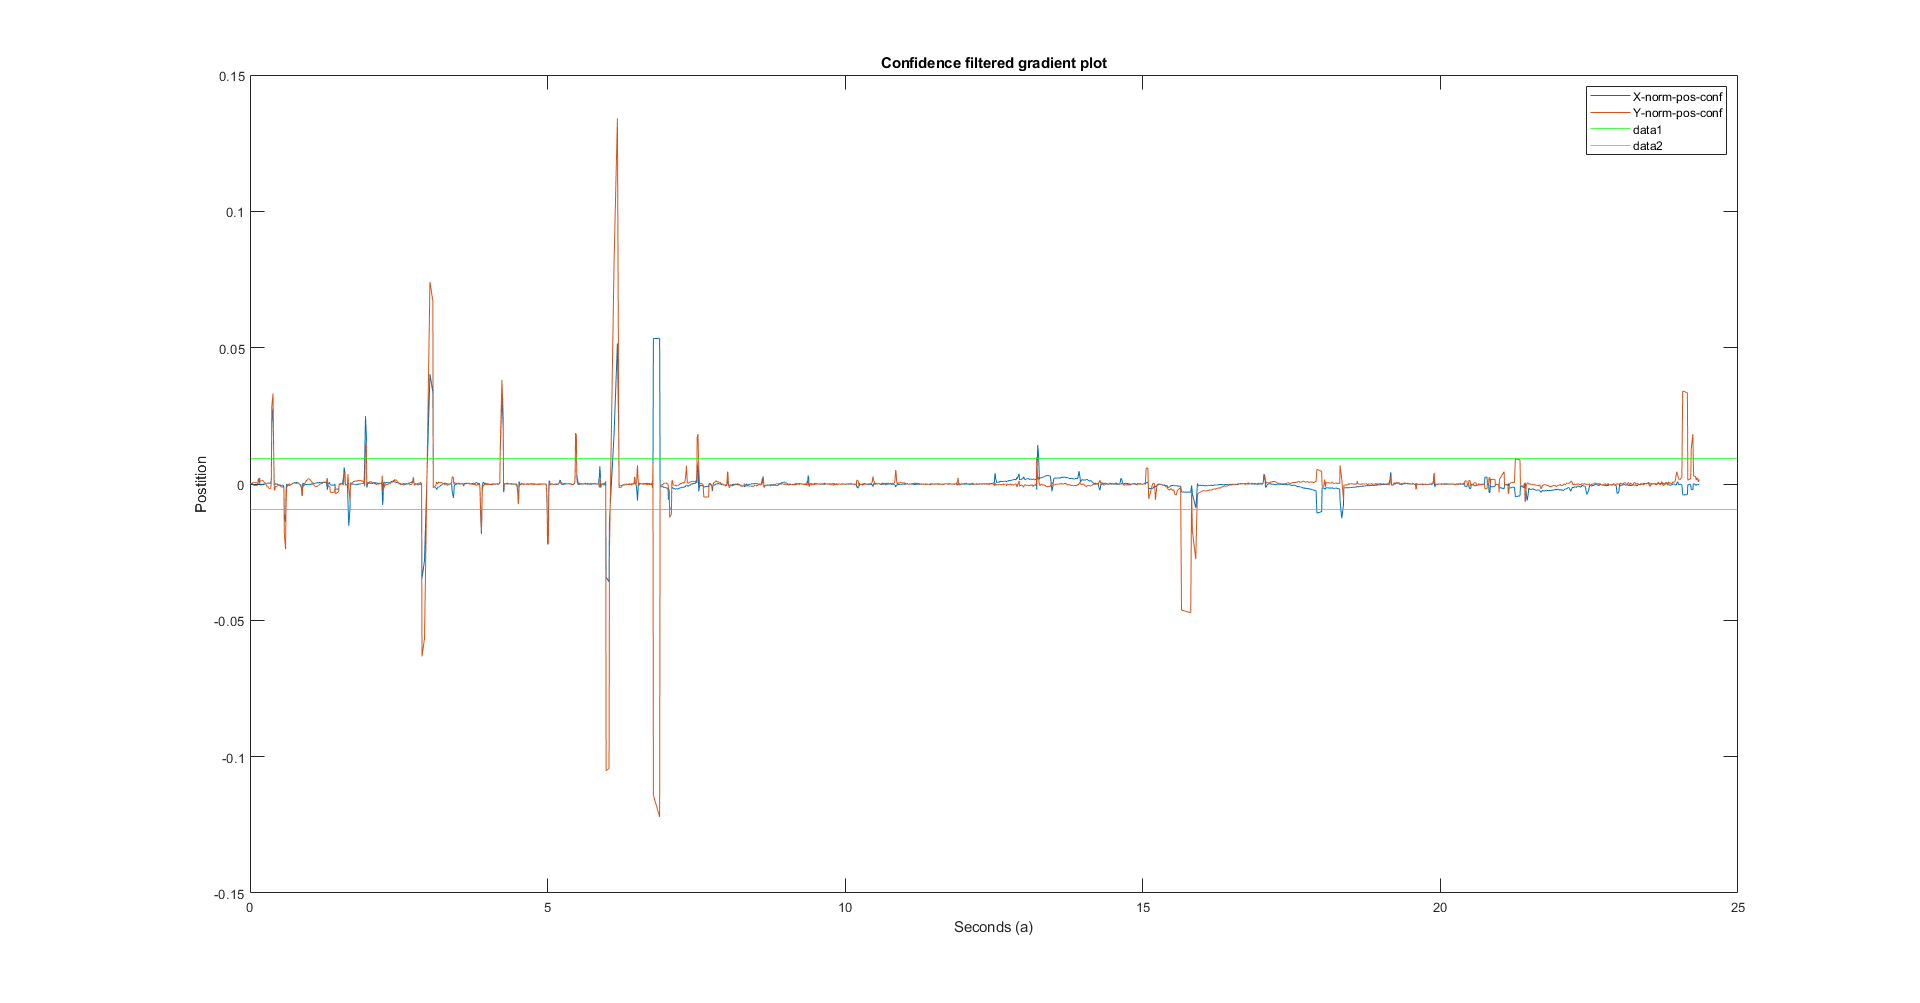 Confidence filtered gradient plot
X-norm-pos-conf
Y-norm-pos-conf
data1
data2
0.15
0.1
0.05
0
-0.05
-0.1
-0.15
Postition
0 5 10 15 20 25
Seconds (a)